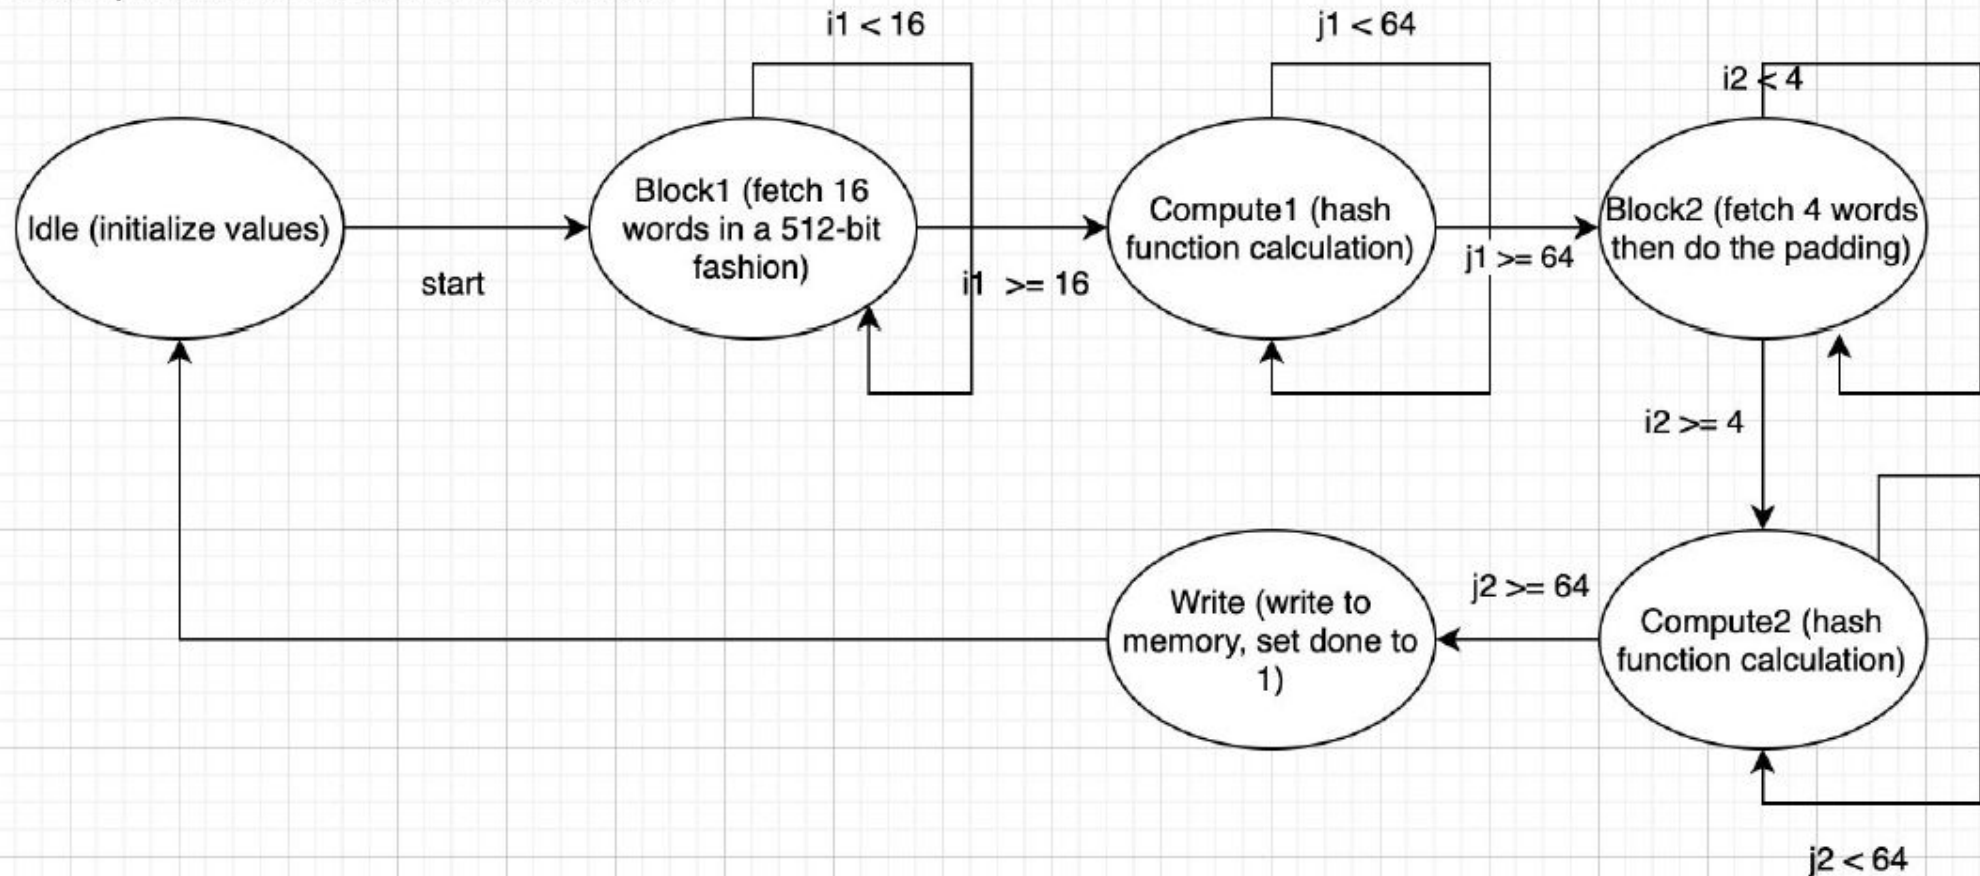 i1 < 16
j1 < 64
i2 < 4
Idle (initialize values)
start
Block1 (fetch 16
words in a 512-bit
fashion)
i1 >= 16
Compute1 (hash
function calculation)
j1 >= 64
Block2 (fetch 4 words
then do the padding)
i2 >= 4
Write (write to
memory, set done to
1)
j2 >= 64
Compute2 (hash
function calculation)
j2 < 64